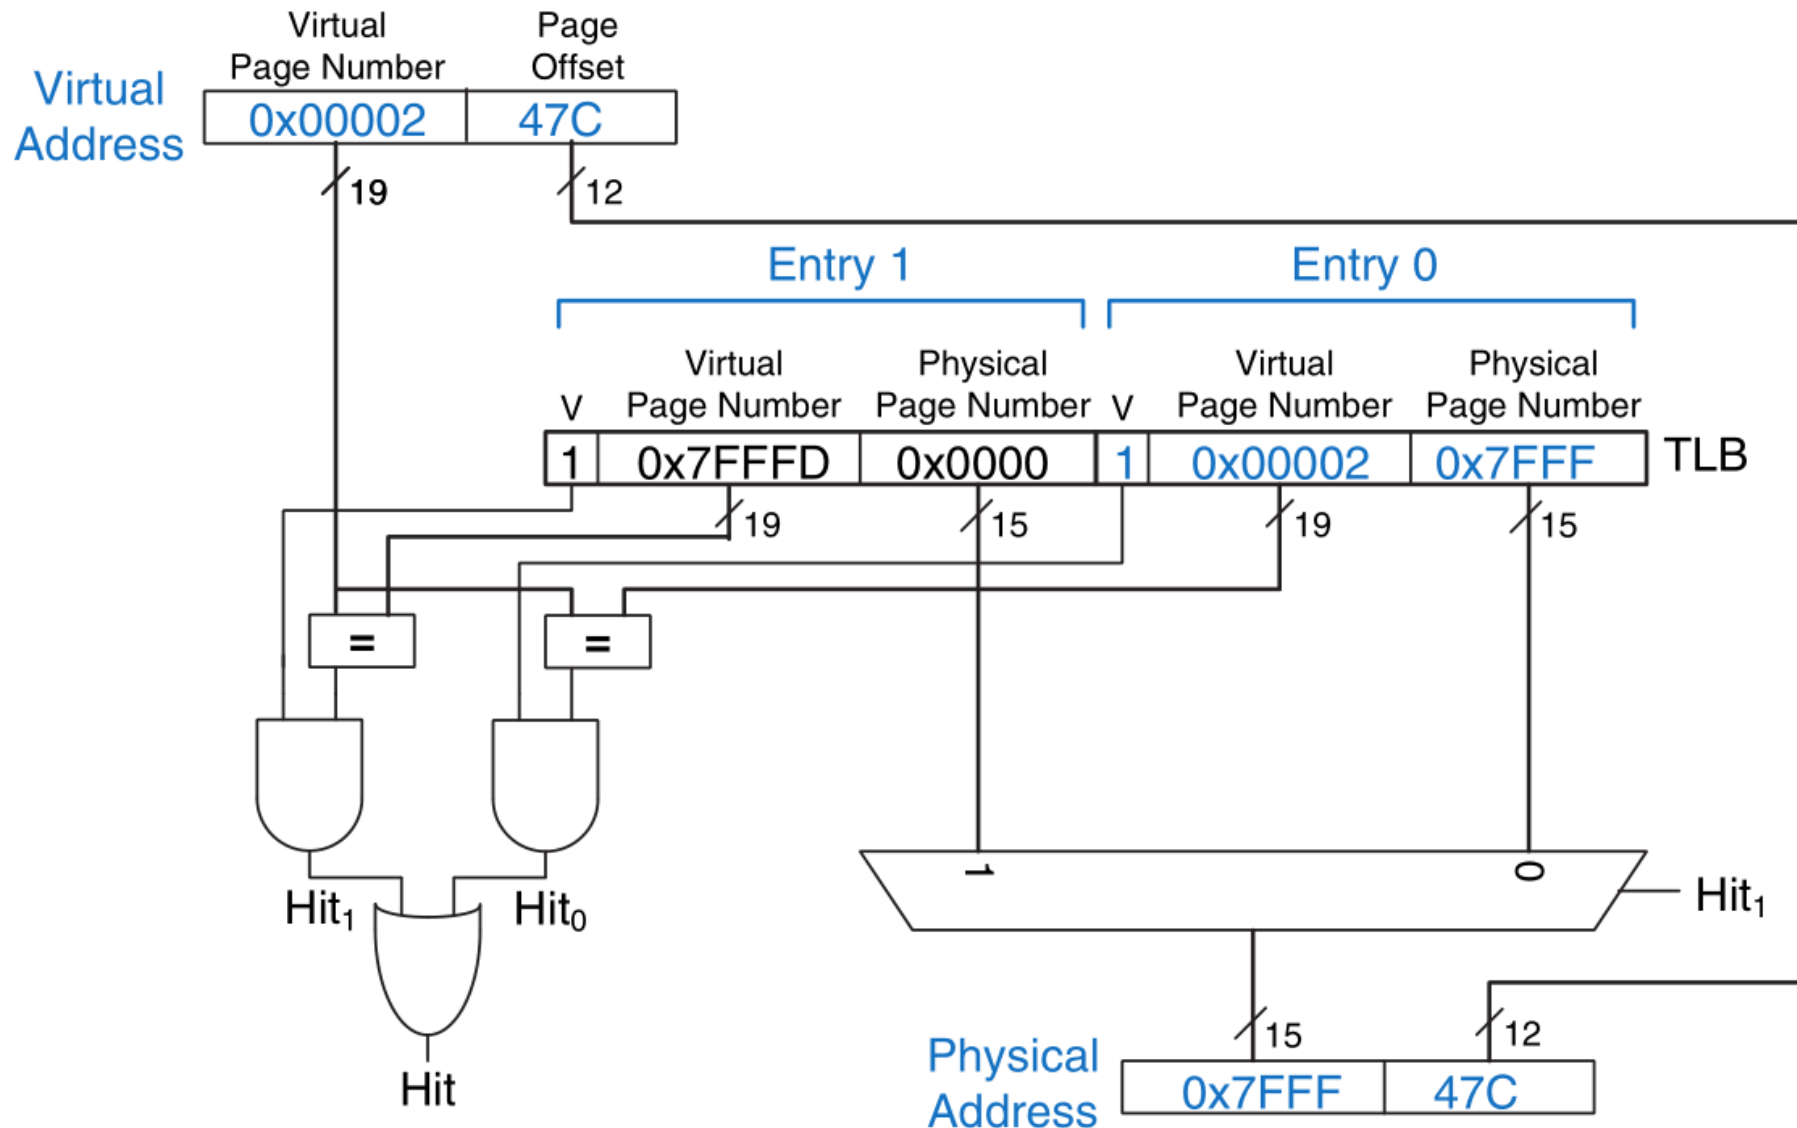 Virtual
Page Number
Page
Offset
Virtual
Address
0x00002
47C
19
12
Entry 1
Entry 0
V
Virtual
Page Number
Physical
Page Number
V
Virtual
Page Number
Physical
Page Number
1
0x7FFFD
0x0000
1
0x00002
0x7FFF
TLB
19
15
19
15
=
=
1
0
Hit1
Hit0
Hit1
Hit
15
12
Physical
Address
0x7FFF
47C